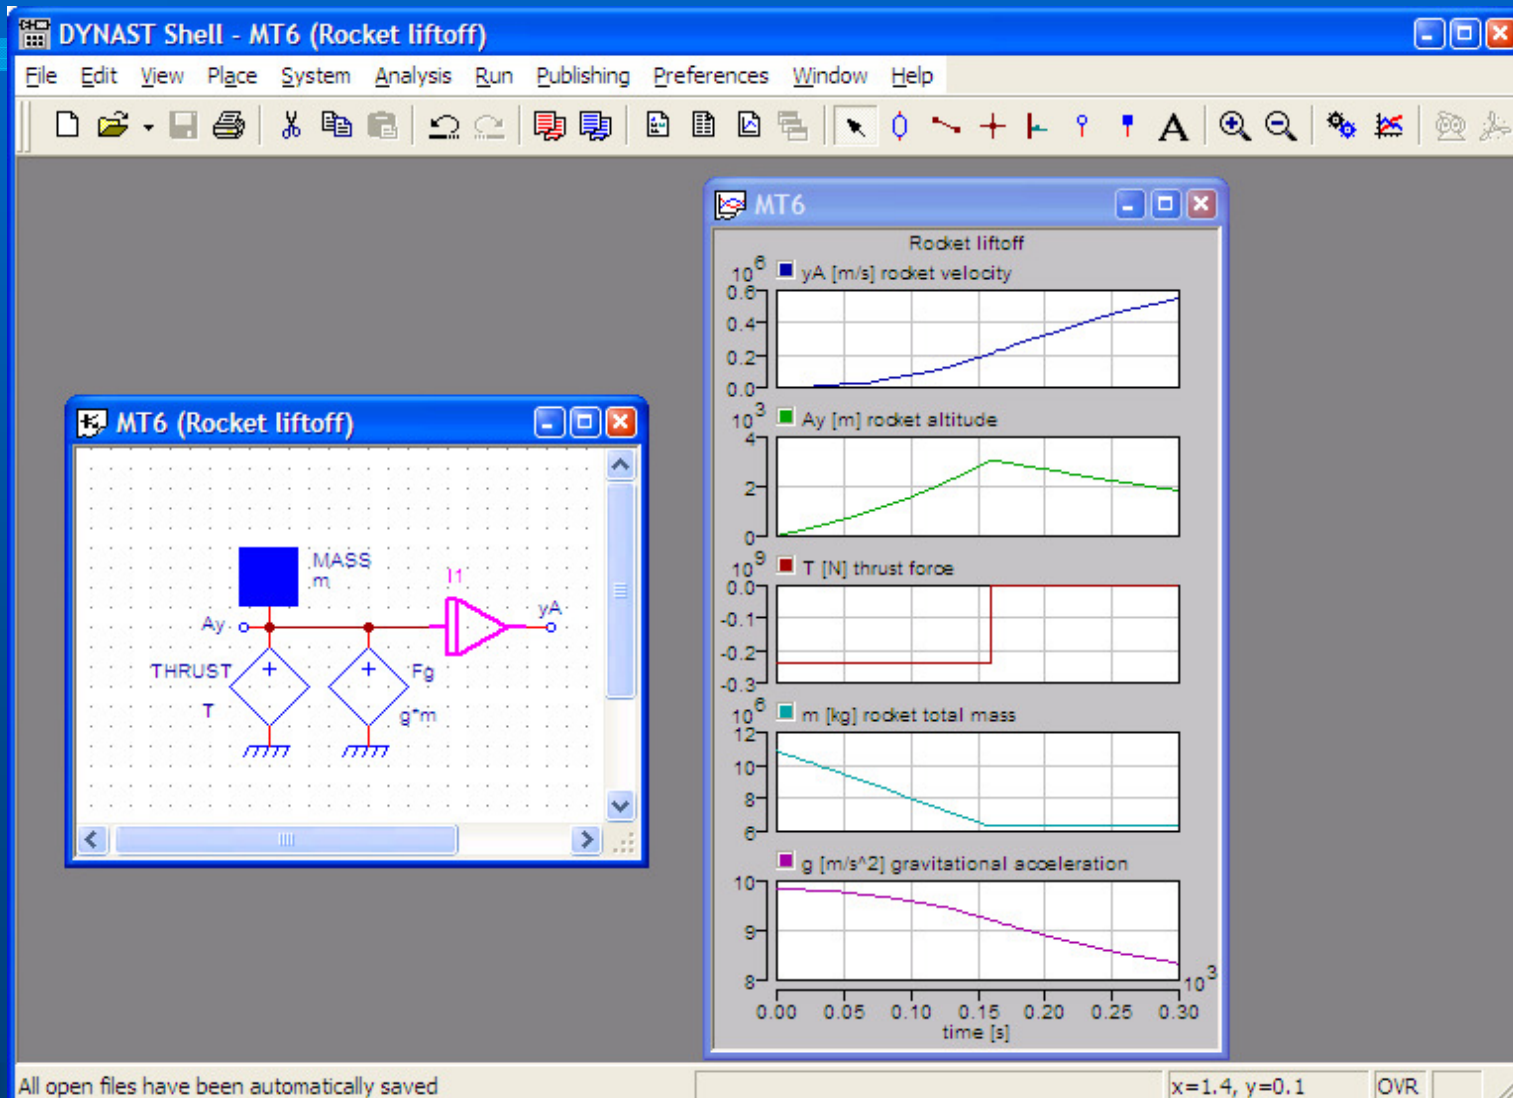 DYNAST Shell - MT6 (Rocket liftoff)
File Edit View Place System Analysis Run Publishing Preferences Window Help
A
MT6
Rocket liftoff
10^6 yA [m/s] rocket velocity
0.6
0.4
0.2
0.0
10^3 Ay [m] rocket altitude
4
2
0
10^9 T [N] thrust force
0.0
-0.1
-0.2
-0.3
10^6 m [kg] rocket total mass
12
10
8
6
g [m/s^2] gravitational acceleration
10
9
8
10^3
0.00 0.05 0.10 0.15 0.20 0.25 0.30
time [s]
MT6 (Rocket liftoff)
MASS
m
I1
Ay
yA
THRUST
Fg
T
g*m
All open files have been automatically saved
x=1.4, y=0.1
OVR